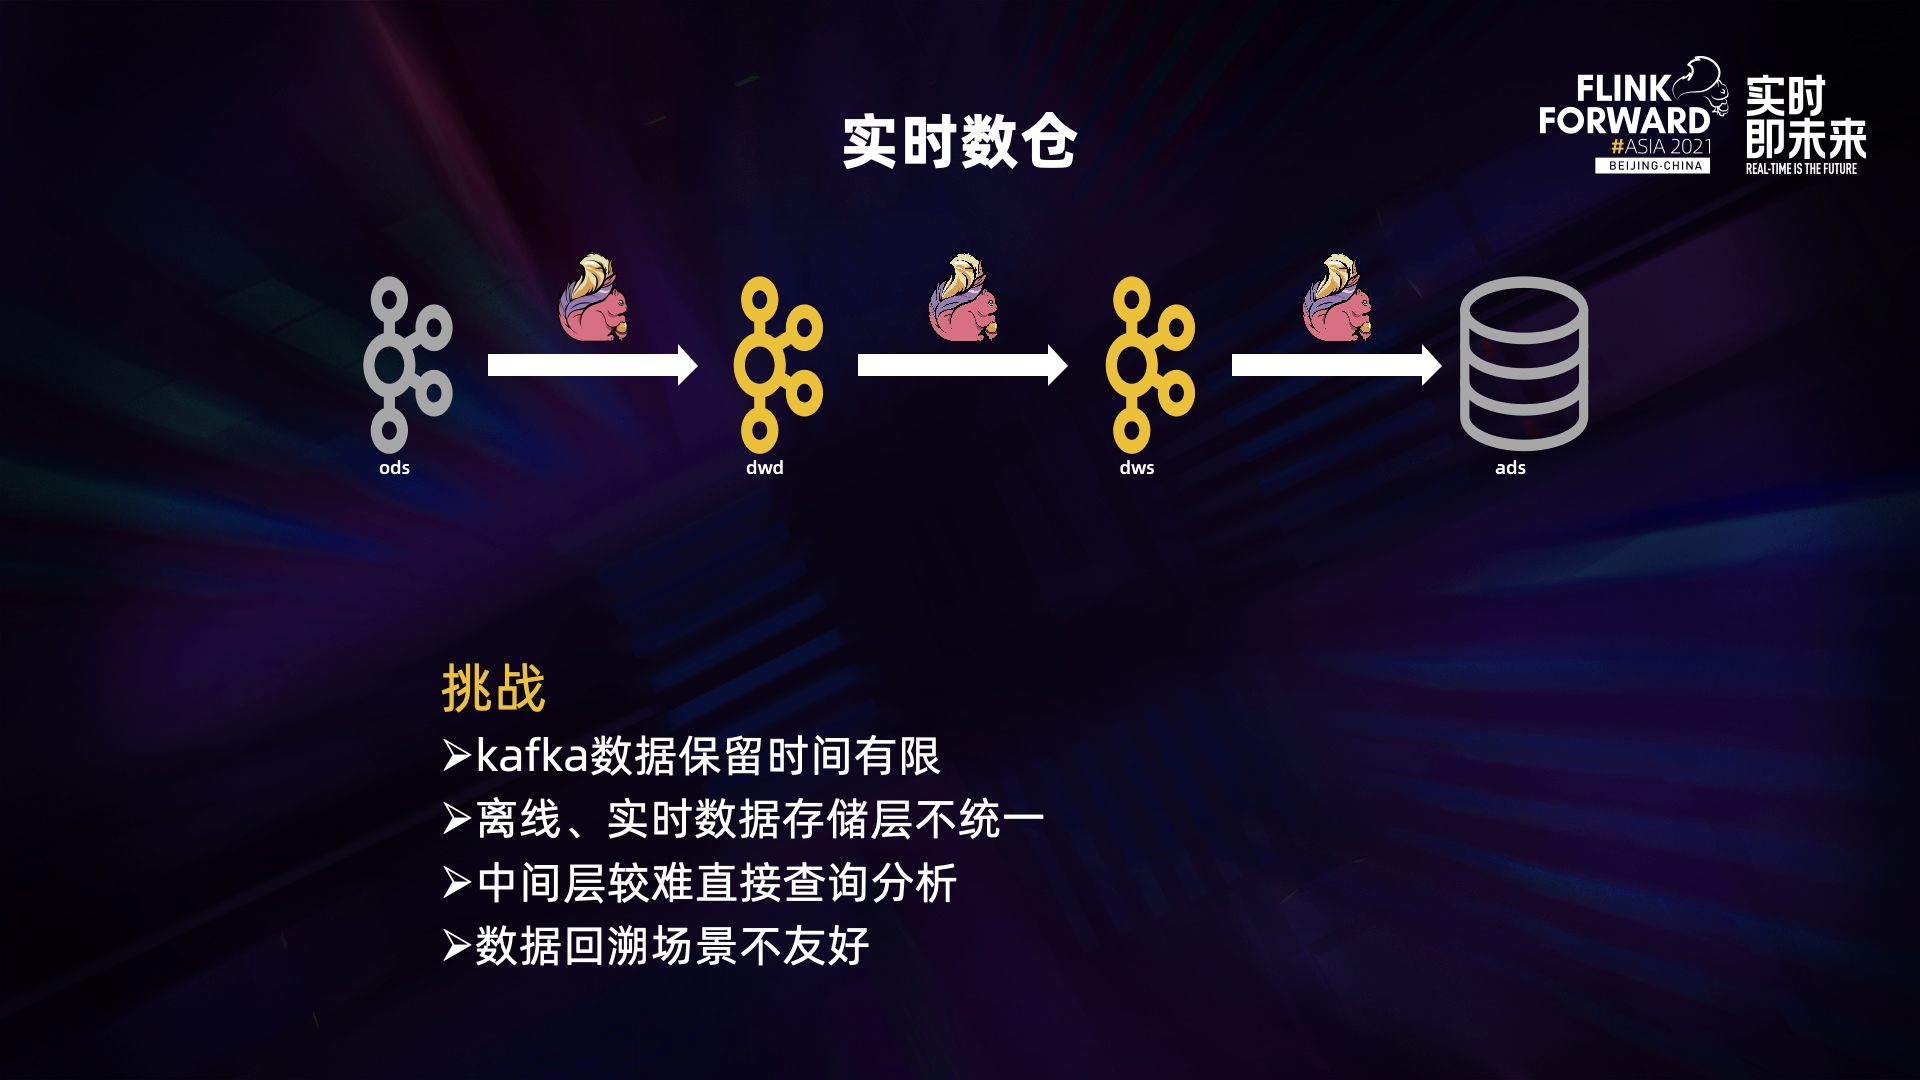 FLINK
FORWARD
#ASIA 2021
BEIJING·CHINA
实时
即未来
REAL-TIME IS THE FUTURE
实时数仓
ods
dwd
dws
ads
挑战
➢kafka数据保留时间有限
➢离线、实时数据存储层不统一
➢中间层较难直接查询分析
➢数据回溯场景不友好